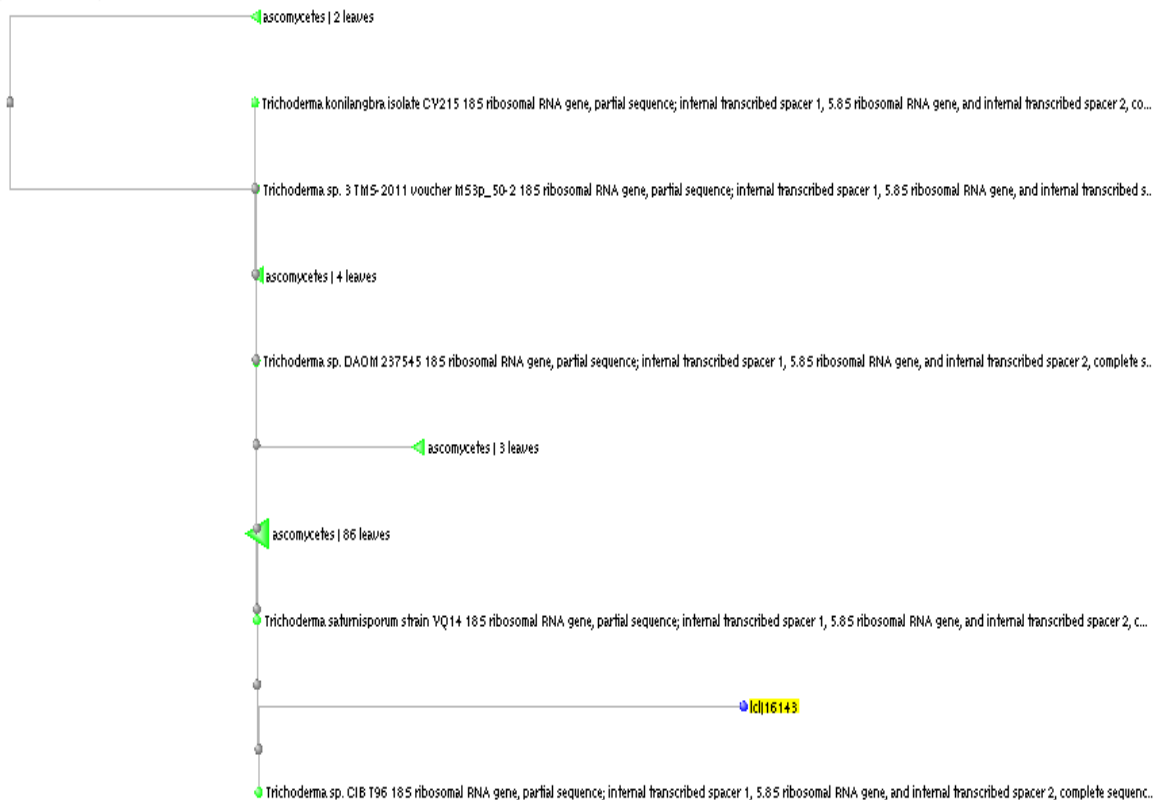 ascomycetes | 2 leaves
Trichoderma konilangbra isolate CY215 18S ribosomal RNA gene, partial sequence; internal transcribed spacer 1, 5.8S ribosomal RNA gene, and internal transcribed spacer 2, co...
Trichoderma sp. 3 TMS-2011 voucher MS3p_50-2 18S ribosomal RNA gene, partial sequence; internal transcribed spacer 1, 5.8S ribosomal RNA gene, and internal transcribed s..
ascomycetes | 4 leaves
Trichoderma sp. DAOM 237545 18S ribosomal RNA gene, partial sequence; internal transcribed spacer 1, 5.8S ribosomal RNA gene, and internal transcribed spacer 2, complete s..
ascomycetes | 3 leaves
ascomycetes | 86 leaves
Trichoderma saturnisporum strain VQ14 18S ribosomal RNA gene, partial sequence; internal transcribed spacer 1, 5.8S ribosomal RNA gene, and internal transcribed spacer 2, c...
lcl|16143
Trichoderma sp. CIB T96 18S ribosomal RNA gene, partial sequence; internal transcribed spacer 1, 5.8S ribosomal RNA gene, and internal transcribed spacer 2, complete sequenc..